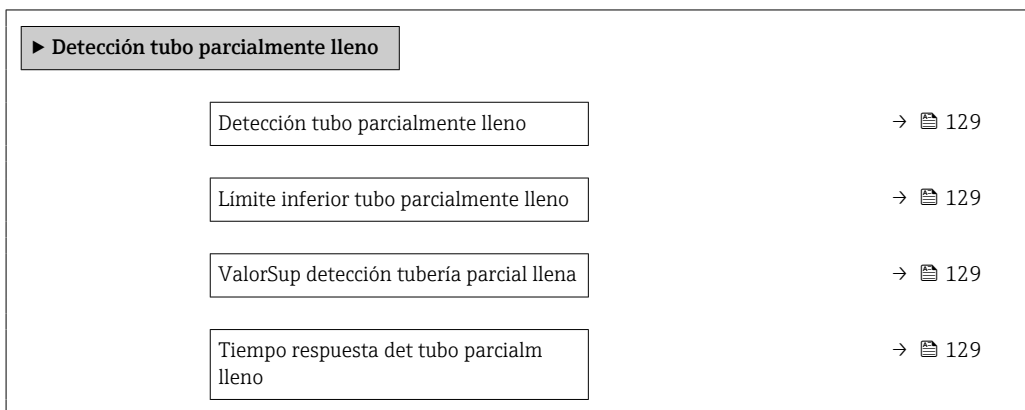 ▶ Detección tubo parcialmente lleno
Detección tubo parcialmente lleno → 129
Límite inferior tubo parcialmente lleno → 129
ValorSup detección tubería parcial llena → 129
Tiempo respuesta det tubo parcialm → 129
lleno